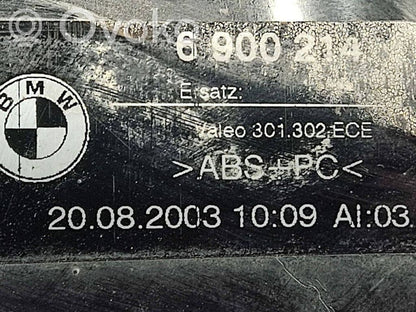 Ovoko
6 900 214
BMW
Ersatz:
Valeo 301.302 ECE
>ABS+PC<
20.08.2003 10:09 AI:03.